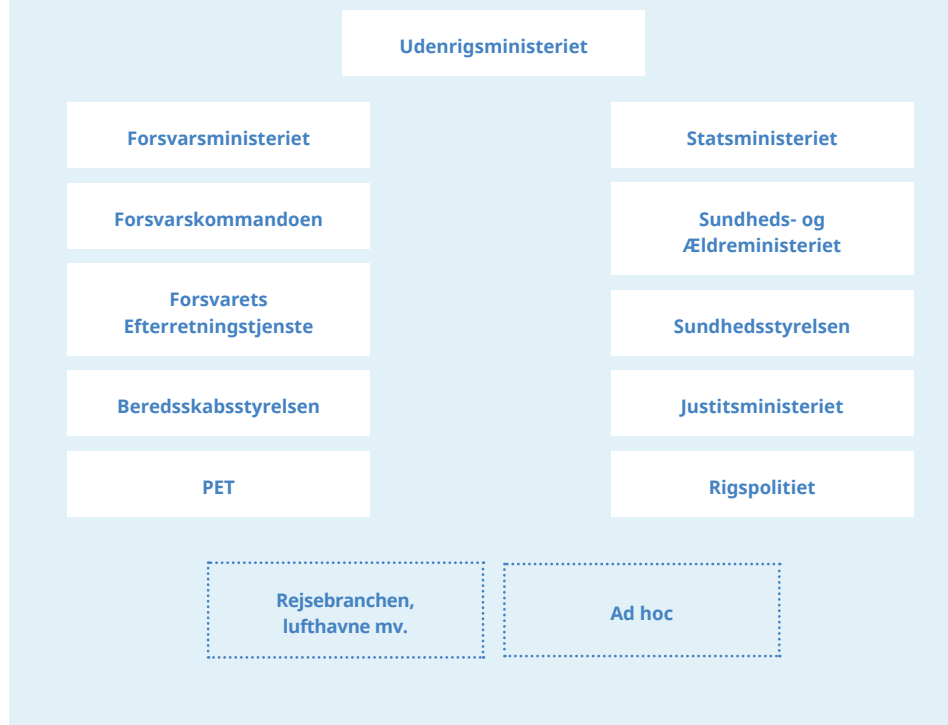 Udenrigsministeriet
Forsvarsministeriet
Statsministeriet
Forsvarskommandoen
Sundheds- og
Ældreministeriet
Forsvarets
Efterretningstjenste
Sundhedsstyrelsen
Beredsskabsstyrelsen
Justitsministeriet
PET
Rigspolitiet
Rejsebranchen,
lufthavne mv.
Ad hoc